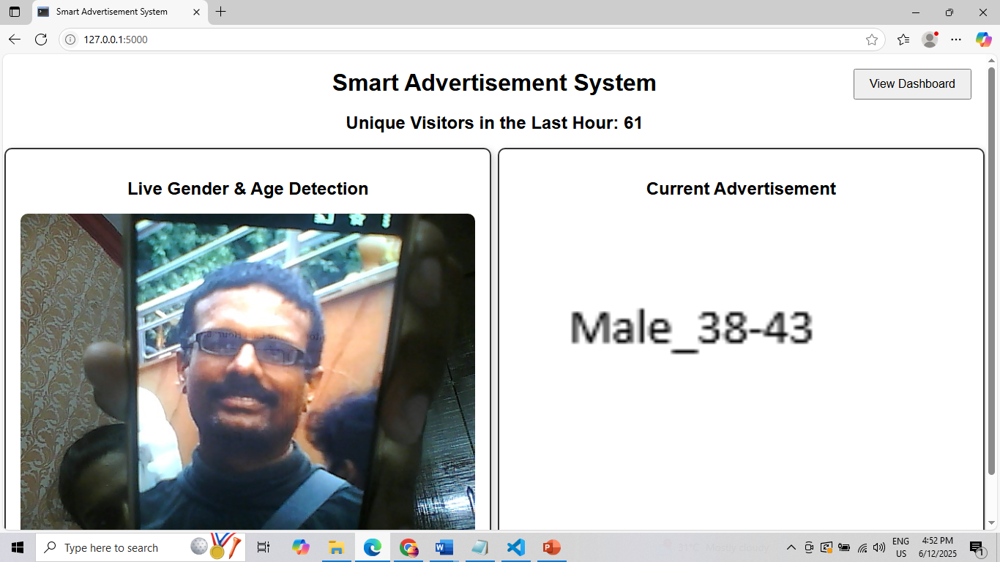 Smart Advertisement System
127.0.0.1:5000
Smart Advertisement System
View Dashboard
Unique Visitors in the Last Hour: 61
Live Gender & Age Detection
Current Advertisement
Male_38-43
Type here to search
31°C Mostly cloudy
ENG
US
4:52 PM
6/12/2025
1